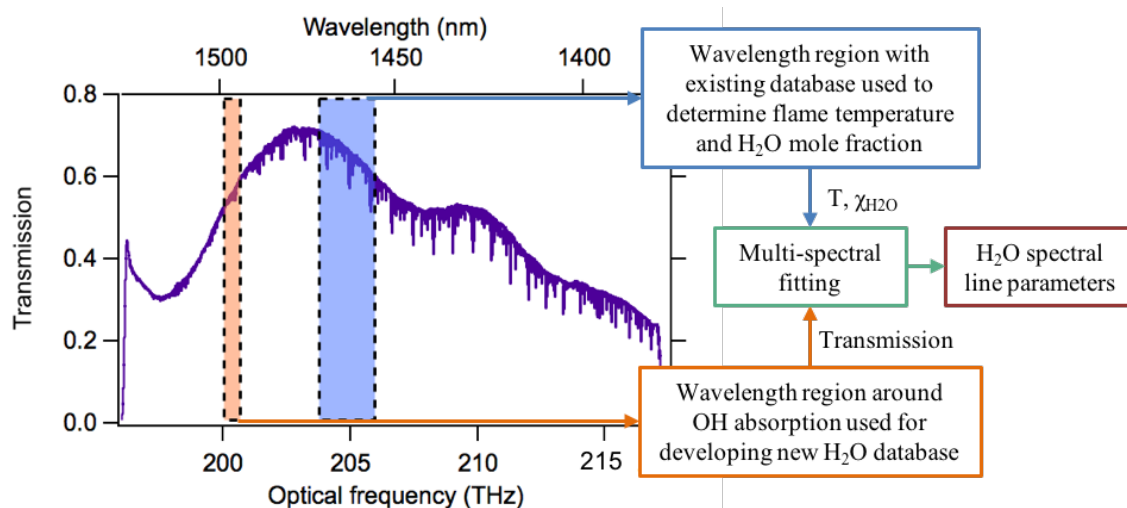 Wavelength (nm)
1500
1450
1400
0.8
0.6
0.4
0.2
0.0
Transmission
200
205
210
215
Optical frequency (THz)
Wavelength region with
existing database used to
determine flame temperature
and H₂O mole fraction
T, χH2O
Multi-spectral
fitting
H₂O spectral
line parameters
Transmission
Wavelength region around
OH absorption used for
developing new H₂O database